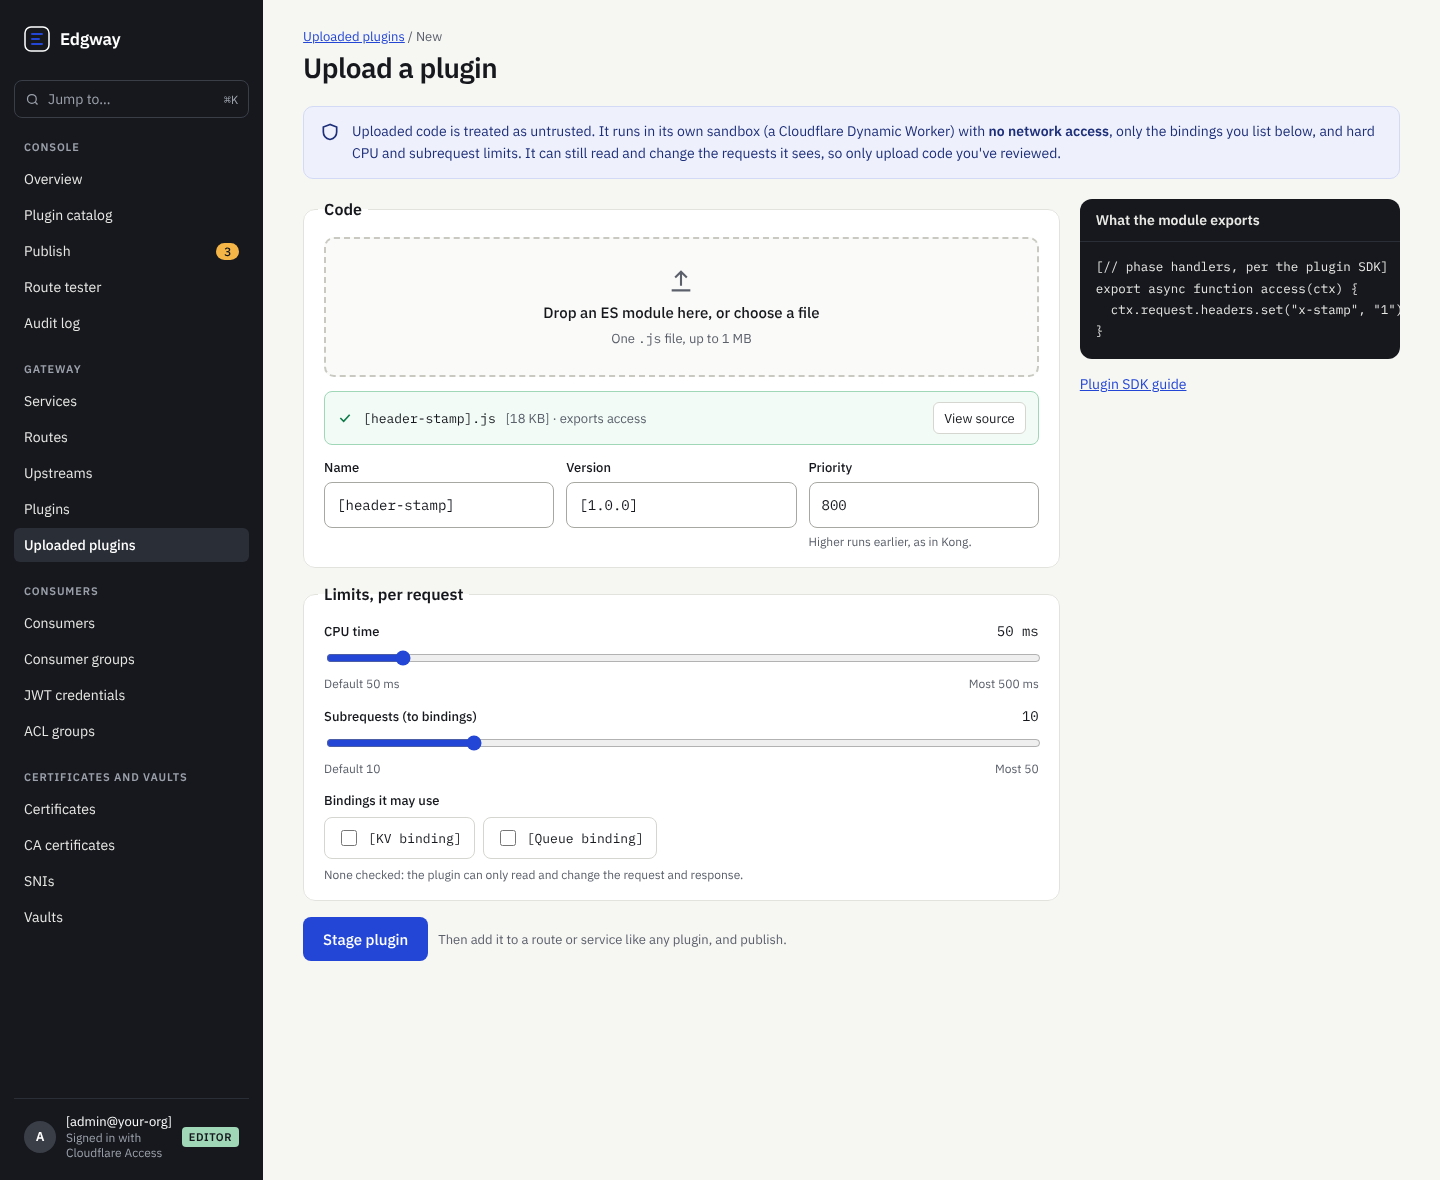 Edgway
Jump to... ⌘K
CONSOLE
Overview
Plugin catalog
Publish 3
Route tester
Audit log
GATEWAY
Services
Routes
Upstreams
Plugins
Uploaded plugins
CONSUMERS
Consumers
Consumer groups
JWT credentials
ACL groups
CERTIFICATES AND VAULTS
Certificates
CA certificates
SNIs
Vaults
A
[admin@your-org]
Signed in with
Cloudflare Access
EDITOR
Uploaded plugins / New
Upload a plugin
Uploaded code is treated as untrusted. It runs in its own sandbox (a Cloudflare Dynamic Worker) with no network access, only the bindings you list below, and hard
CPU and subrequest limits. It can still read and change the requests it sees, so only upload code you've reviewed.
Code
Drop an ES module here, or choose a file
One .js file, up to 1 MB
[header-stamp].js [18 KB] · exports access View source
Name Version Priority
[header-stamp] [1.0.0] 800
Higher runs earlier, as in Kong.
Limits, per request
CPU time 50 ms
Default 50 ms Most 500 ms
Subrequests (to bindings) 10
Default 10 Most 50
Bindings it may use
[KV binding] [Queue binding]
None checked: the plugin can only read and change the request and response.
Stage plugin Then add it to a route or service like any plugin, and publish.
What the module exports
[// phase handlers, per the plugin SDK]
export async function access(ctx) {
ctx.request.headers.set("x-stamp", "1")
}
Plugin SDK guide